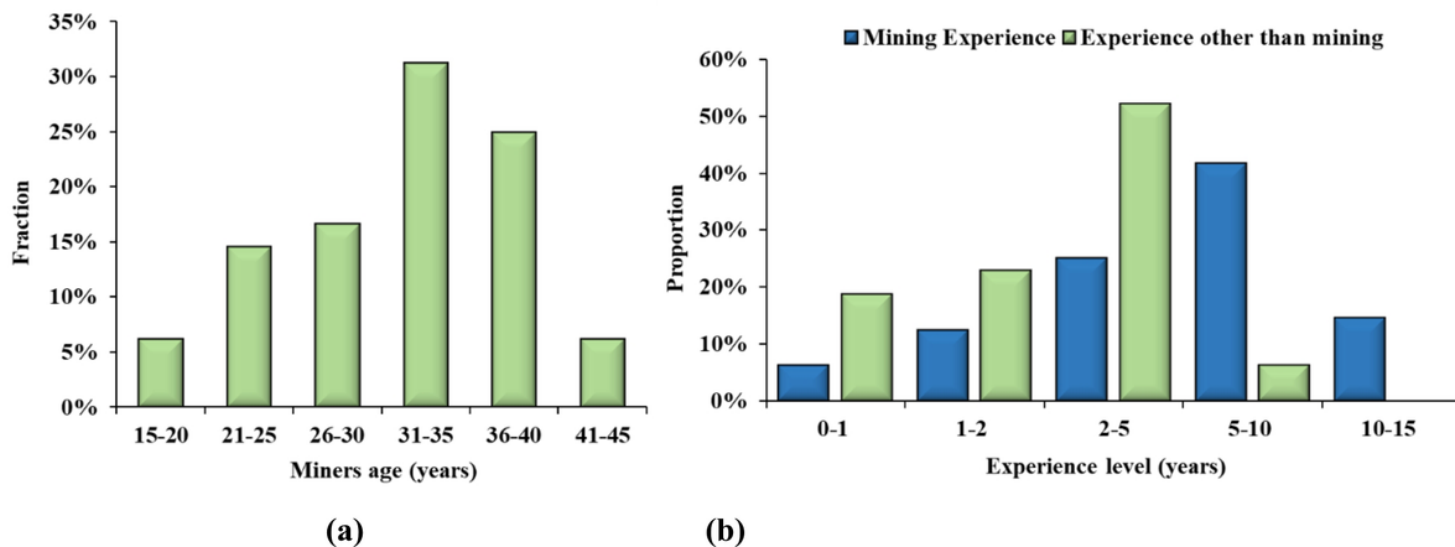 35%
30%
25%
20%
15%
10%
5%
0%
Fraction
15-20 21-25 26-30 31-35 36-40 41-45
Miners age (years)
(a)
Mining Experience Experience other than mining
60%
50%
40%
30%
20%
10%
0%
Proportion
0-1 1-2 2-5 5-10 10-15
Experience level (years)
(b)